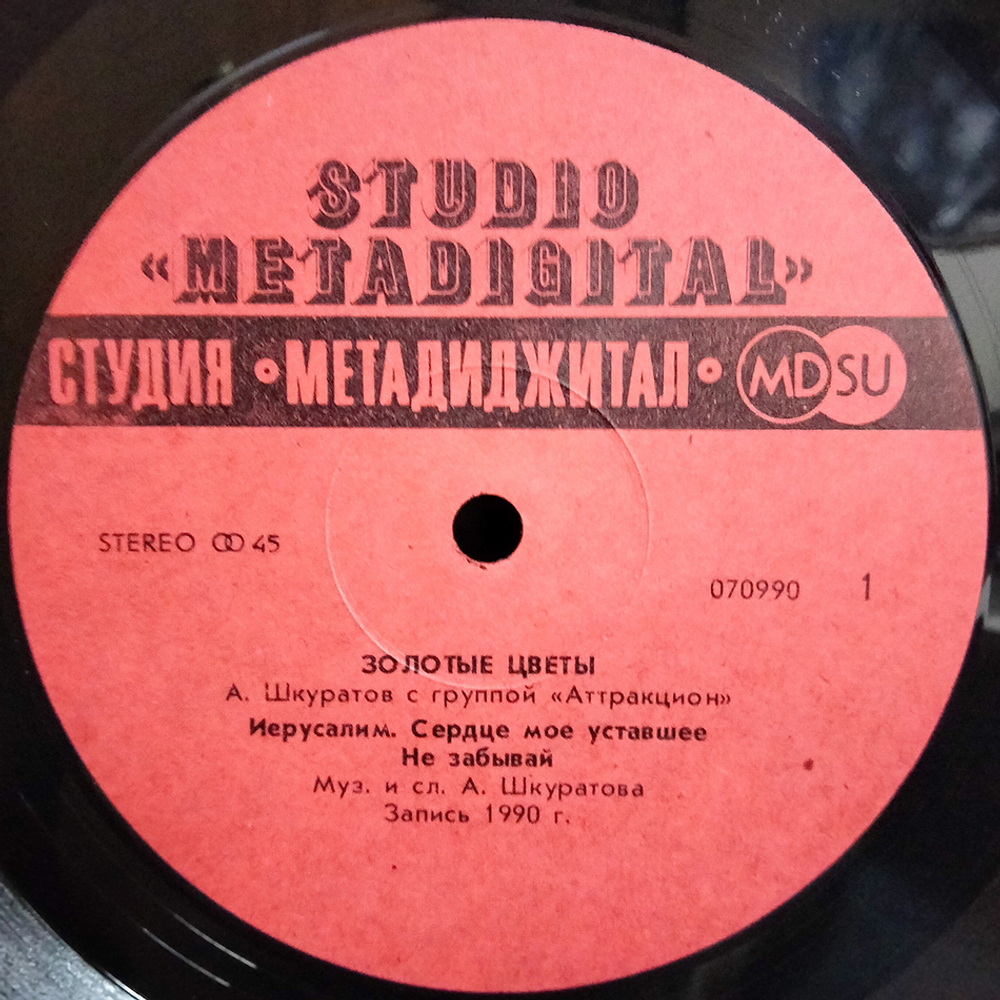 STUDIO
«METADIGITAL»
СТУДИЯ • МЕТАДИДЖИТАЛ • MDSU
STEREO 45
070990 1
ЗОЛОТЫЕ ЦВЕТЫ
А. Шкуратов с группой «Аттракцион»
Иерусалим. Сердце мое уставшее
Не забывай
Муз. и сл. А. Шкуратова
Запись 1990 г.